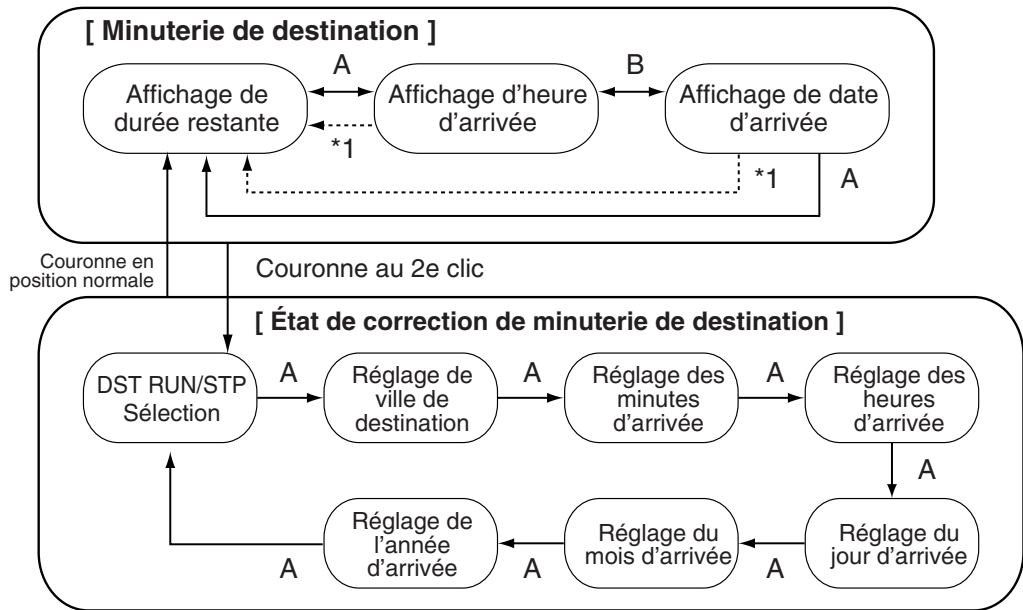 [ Minuterie de destination ]
A
B
Affichage de
durée restante
Affichage d'heure
d'arrivée
Affichage de date
d'arrivée
*1
*1
A
Couronne en
position normale
Couronne au 2e clic
[ État de correction de minuterie de destination ]
DST RUN/STP
Sélection
A
Réglage de
ville de
destination
A
Réglage des
minutes
d'arrivée
A
Réglage des
heures
d'arrivée
A
Réglage de
l'année
d'arrivée
Réglage du
mois d'arrivée
Réglage du
jour d'arrivée
A
A
A